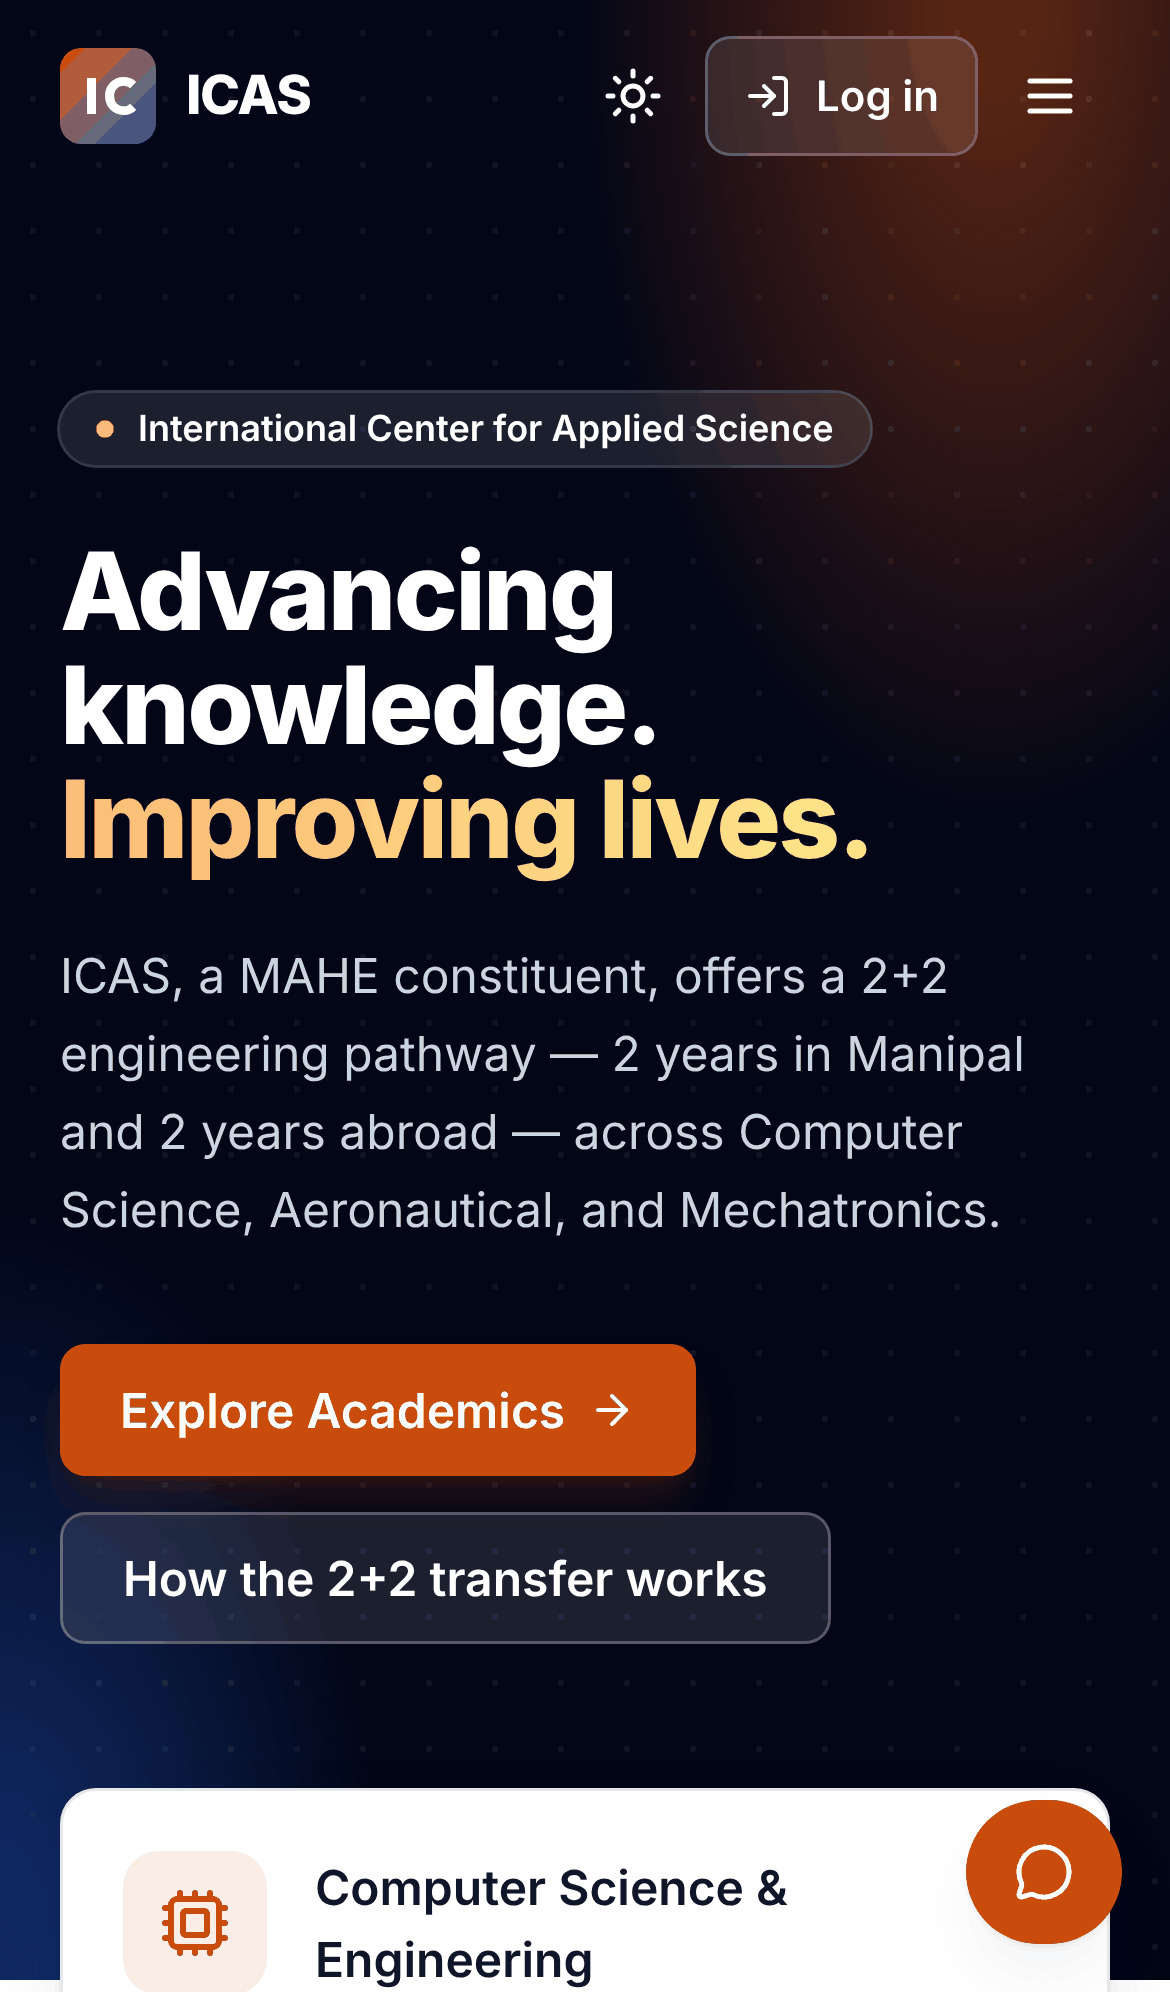 IC ICAS
Log in
International Center for Applied Science
Advancing
knowledge.
Improving lives.
ICAS, a MAHE constituent, offers a 2+2
engineering pathway — 2 years in Manipal
and 2 years abroad — across Computer
Science, Aeronautical, and Mechatronics.
Explore Academics
How the 2+2 transfer works
Computer Science &
Engineering